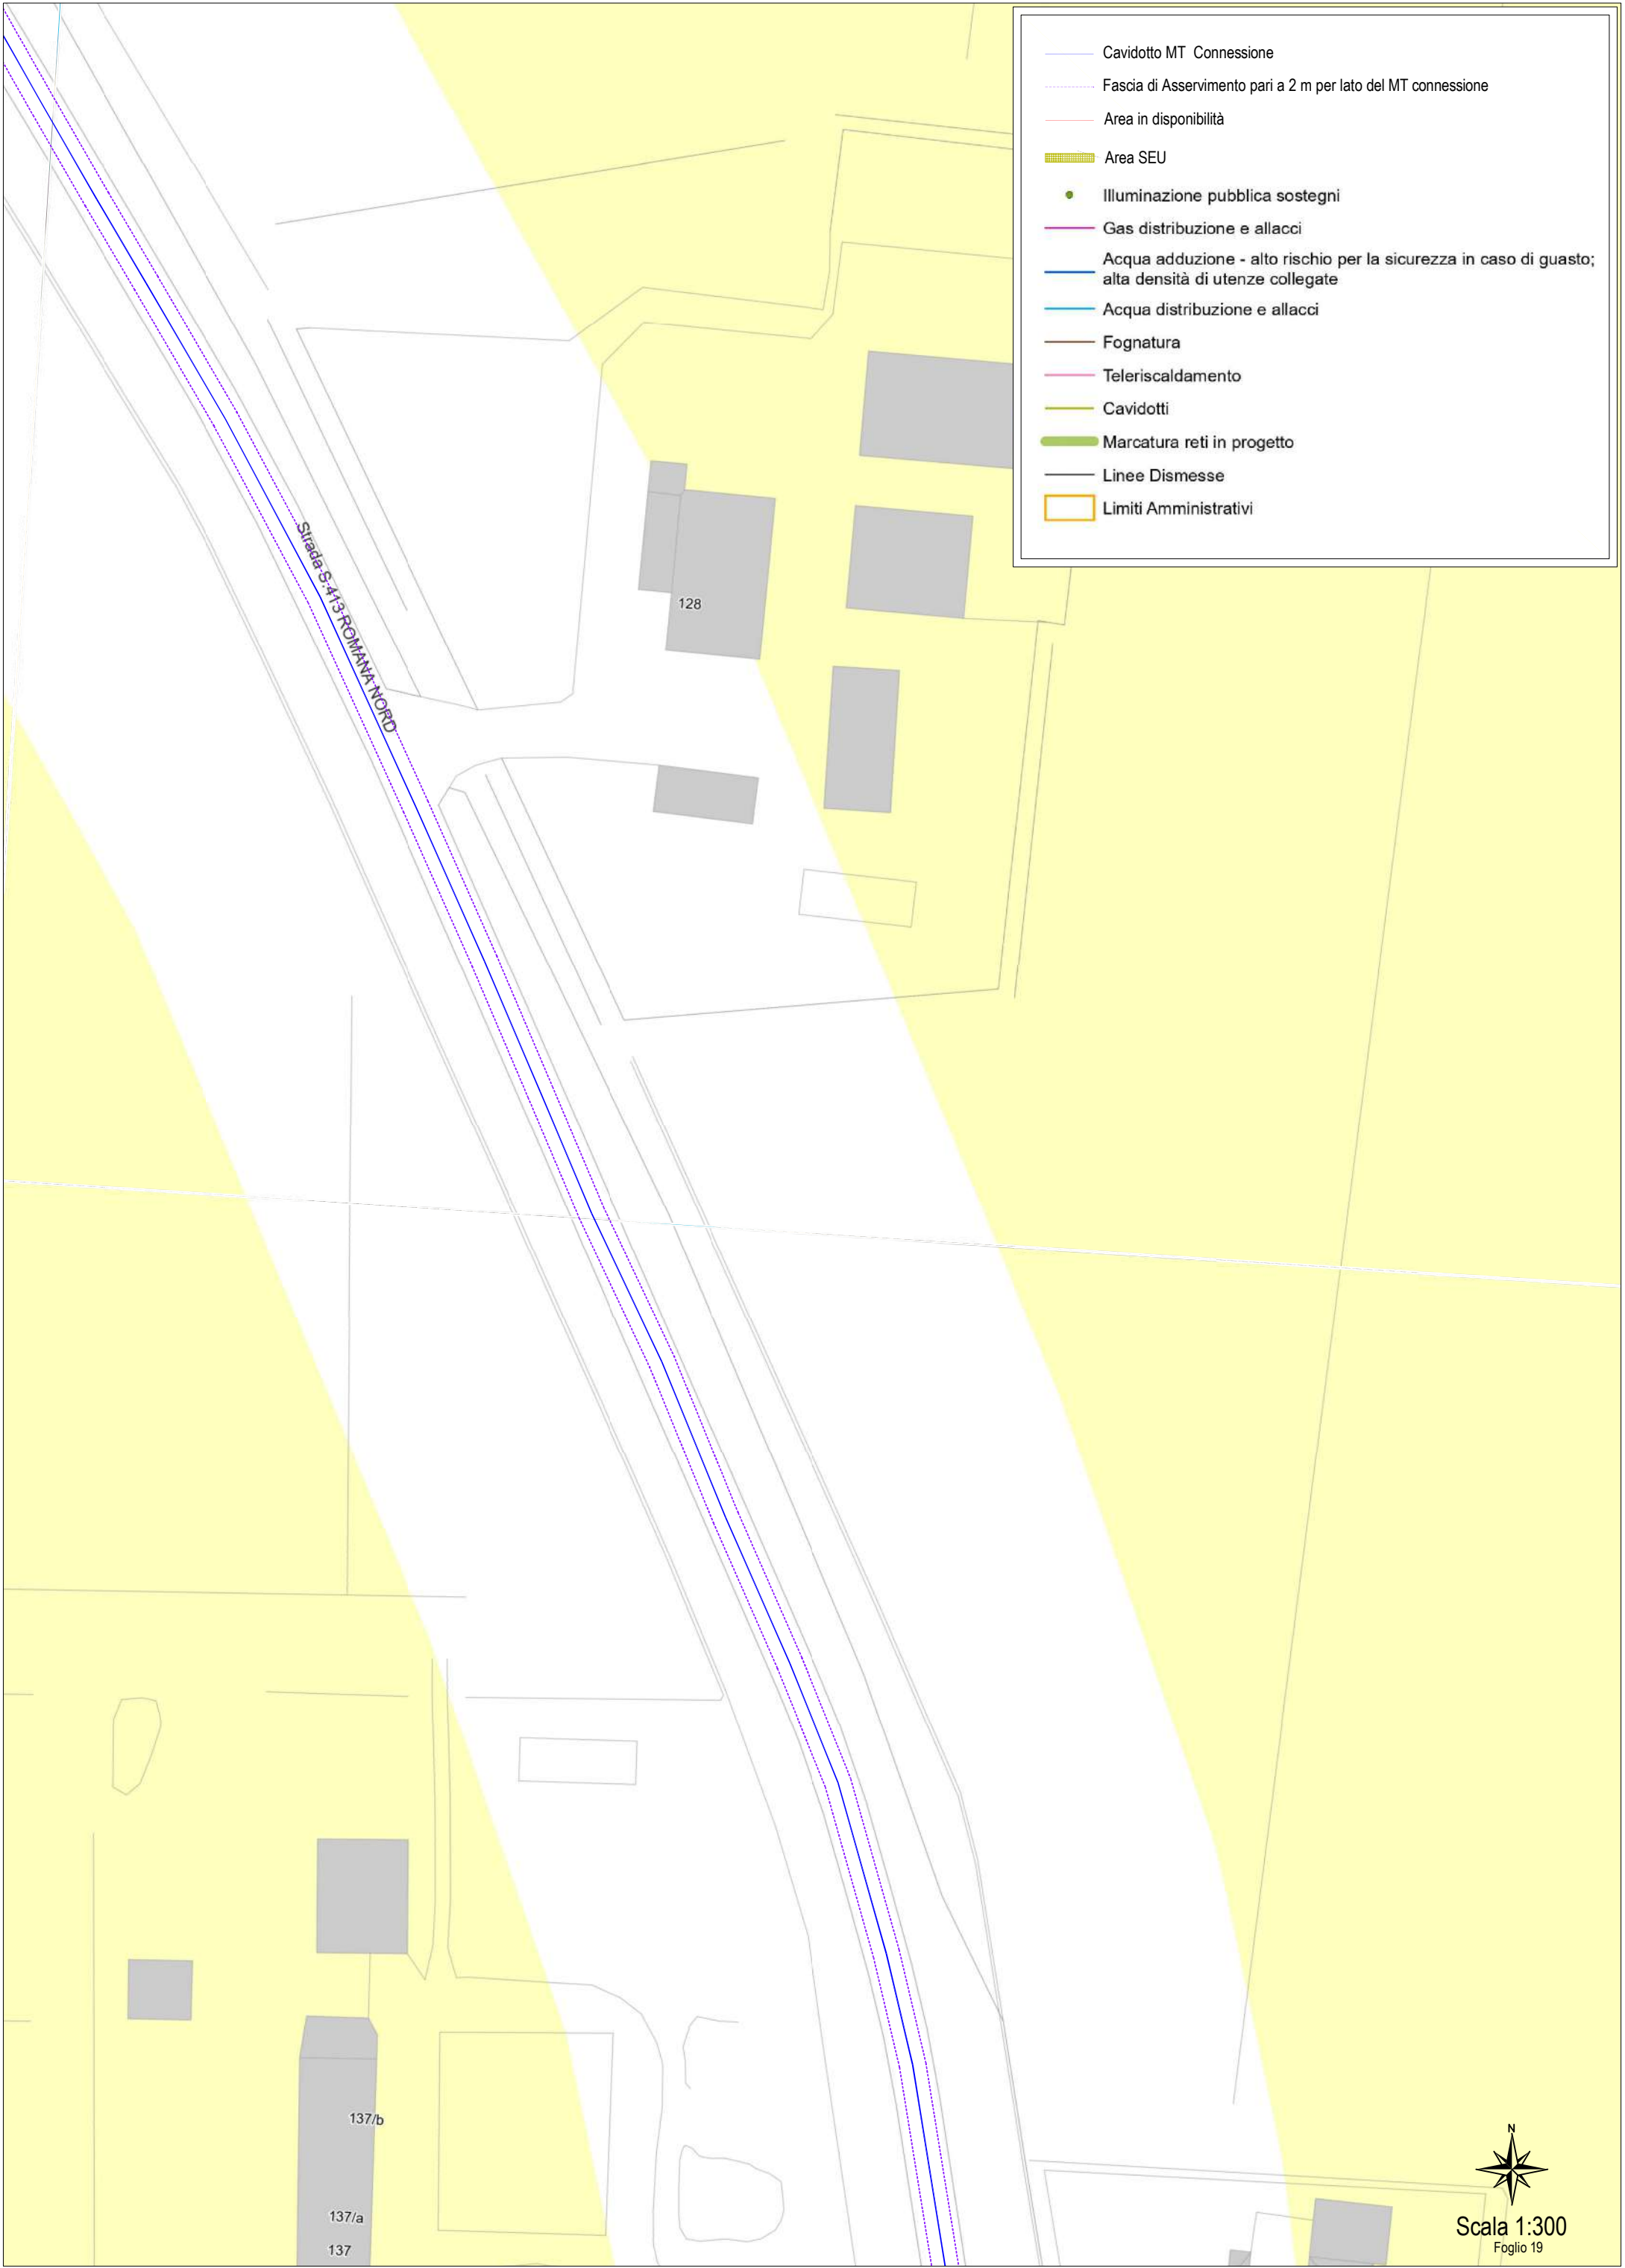 Cavidotto MT Connessione
Fascia di Asservimento pari a 2 m per lato del MT connessione
Area in disponibilità
Area SEU
Illuminazione pubblica sostegni
Gas distribuzione e allacci
Acqua adduzione - alto rischio per la sicurezza in caso di guasto;
alta densità di utenze collegate
Acqua distribuzione e allacci
Fognatura
Teleriscaldamento
Cavidotti
Marcatura reti in progetto
Linee Dismesse
Limiti Amministrativi
Strada S.413 ROMANA NORD
128
137/b
137/a
137
N
Scala 1:300
Foglio 19